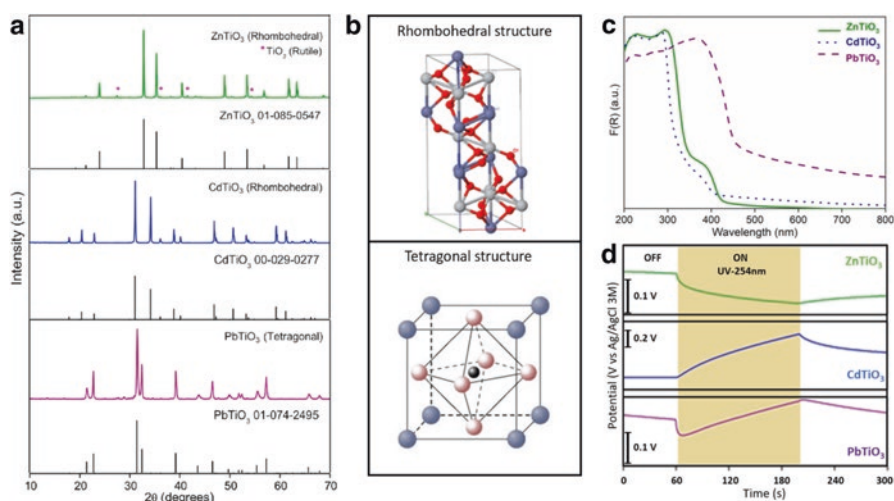 a
ZnTiO3 (Rhombohedral)
* TiO2 (Rutile)
ZnTiO3 01-085-0547
CdTiO3 (Rhombohedral)
CdTiO3 00-029-0277
PbTiO3 (Tetragonal)
PbTiO3 01-074-2495
Intensity (a.u.)
10 20 30 40 50 60 70
2θ (degrees)
b
Rhombohedral structure
Tetragonal structure
c
ZnTiO3
CdTiO3
PbTiO3
F(R) (a.u.)
200 300 400 500 600 700 800
Wavelength (nm)
d
OFF ON OFF
UV-254nm
ZnTiO3
0.1 V
0.2 V
CdTiO3
0.1 V
PbTiO3
Potential (V vs Ag/AgCl 3M)
0 60 120 180 240 300
Time (s)